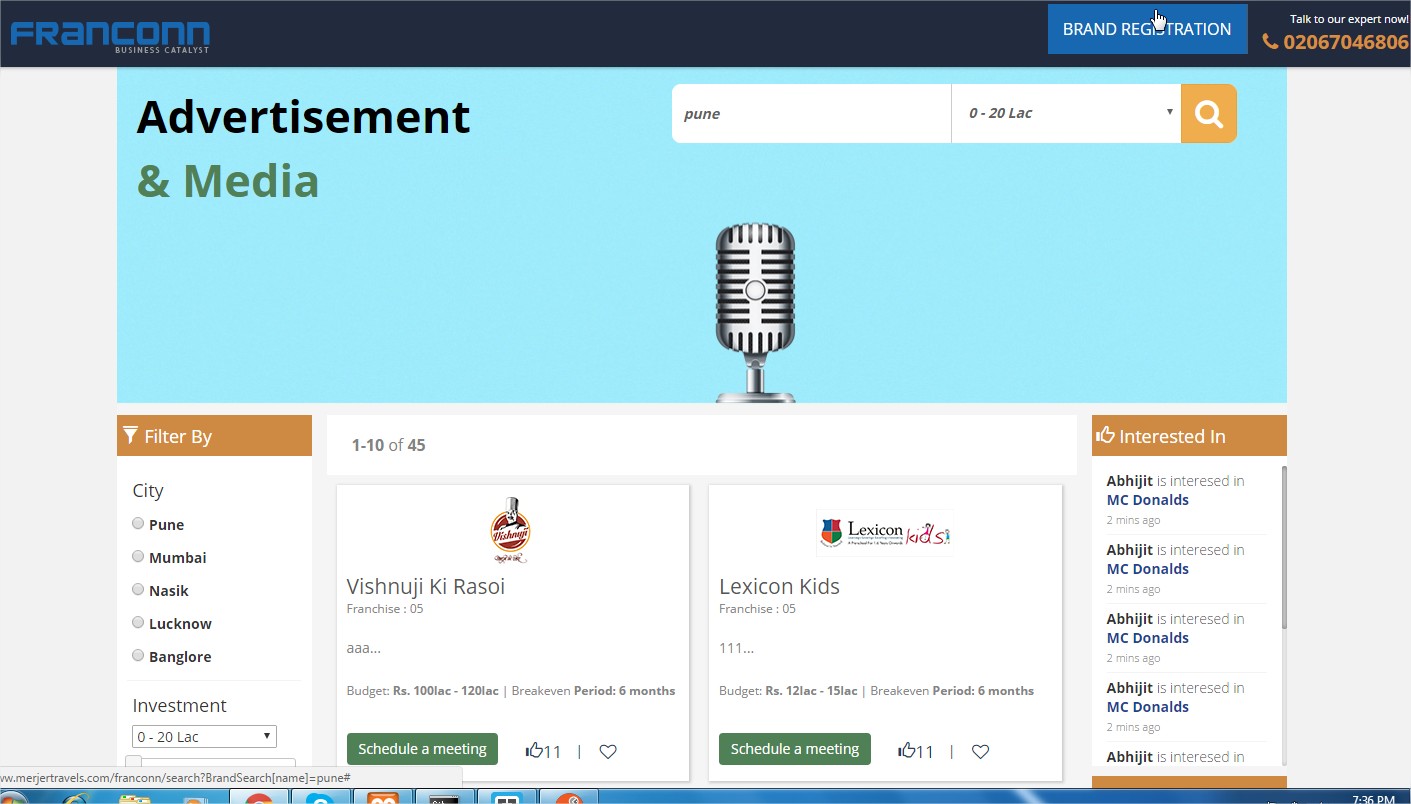 FRANCONN
BUSINESS CATALYST
BRAND REGISTRATION
Talk to our expert now!
02067046806
Advertisement
& Media
pune
0 - 20 Lac
Filter By
City
Pune
Mumbai
Nasik
Lucknow
Banglore
Investment
0 - 20 Lac
1-10 of 45
Vishnuji
Vishnuji Ki Rasoi
Franchise : 05
aaa...
Budget: Rs. 100lac - 120lac | Breakeven Period: 6 months
Schedule a meeting
11 |
Lexicon kids
Lexicon Kids
Franchise : 05
111...
Budget: Rs. 12lac - 15lac | Breakeven Period: 6 months
Schedule a meeting
11 |
Interested In
Abhijit is interesed in
MC Donalds
2 mins ago
Abhijit is interesed in
MC Donalds
2 mins ago
Abhijit is interesed in
MC Donalds
2 mins ago
Abhijit is interesed in
MC Donalds
2 mins ago
Abhijit is interesed in
ww.merjertravels.com/franconn/search?BrandSearch[name]=pune#
7:36 PM